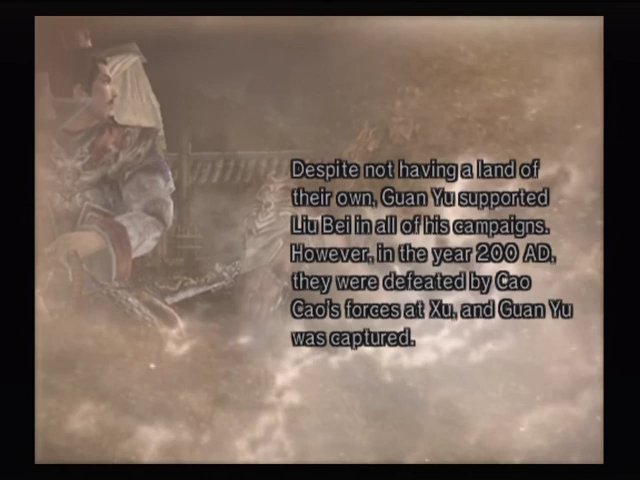 Despite not having a land of
their own, Guan Yu supported
Liu Bei in all of his campaigns.
However, in the year 200 AD,
they were defeated by Cao
Cao's forces at Xu, and Guan Yu
was captured.